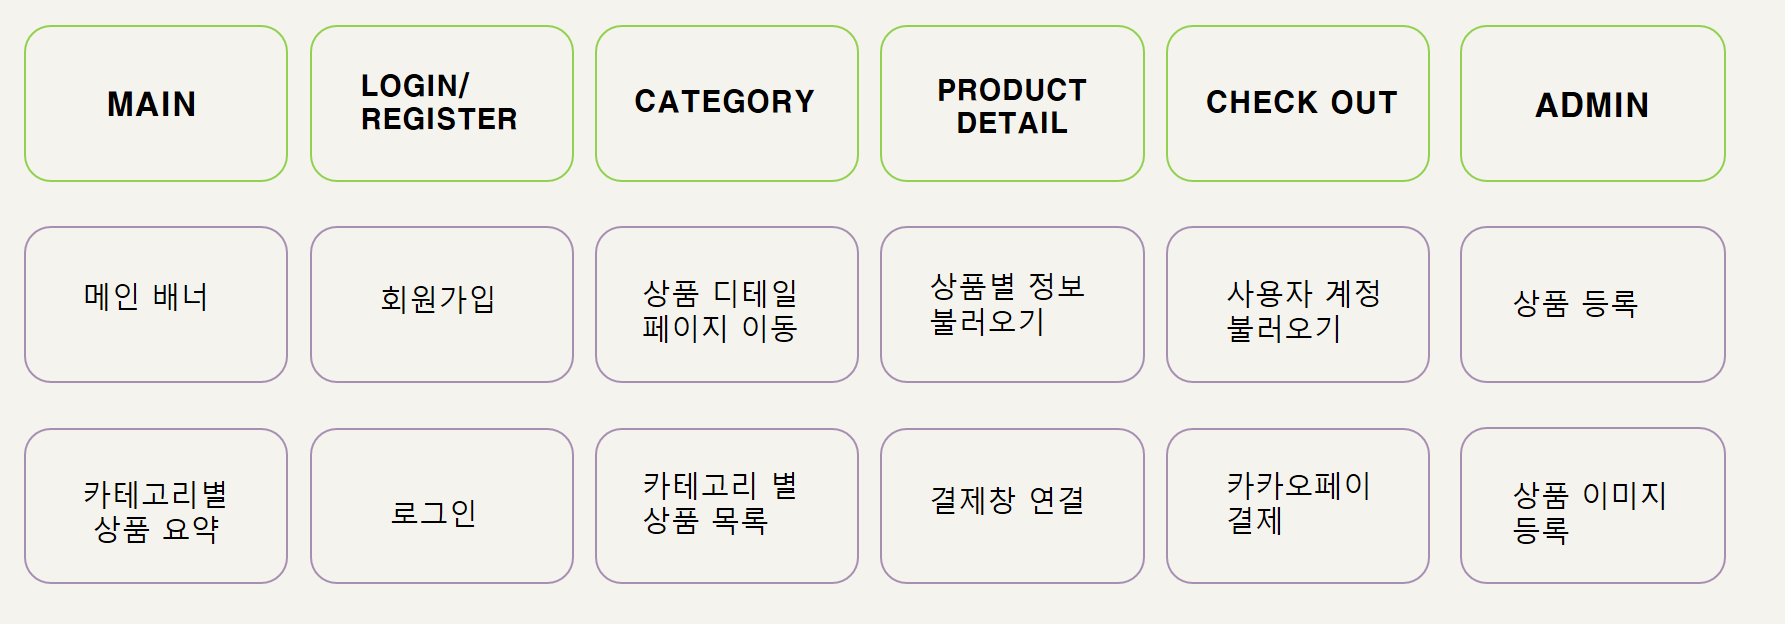 MAIN
LOGIN/
REGISTER
CATEGORY
PRODUCT
DETAIL
CHECK OUT
ADMIN
메인 배너
회원가입
상품 디테일
페이지 이동
상품별 정보
불러오기
사용자 계정
불러오기
상품 등록
카테고리별
상품 요약
로그인
카테고리 별
상품 목록
결제창 연결
카카오페이
결제
상품 이미지
등록